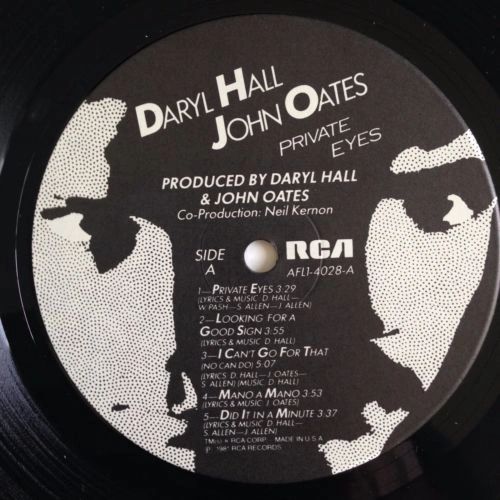 DARYL HALL
JOHN OATES
PRIVATE
EYES
PRODUCED BY DARYL HALL
& JOHN OATES
Co-Production: Neil Kernon
SIDE
A
RCA
AFL1-4028-A
1—PRIVATE EYES 3:29
(LYRICS & MUSIC D. HALL—
W. PASH—S. ALLEN—J. ALLEN)
2—LOOKING FOR A
GOOD SIGN 3:55
(LYRICS & MUSIC D. HALL)
3—I CAN'T GO FOR THAT
(NO CAN DO) 5:07
(LYRICS D. HALL—J. OATES—
S. ALLEN) (MUSIC D. HALL)
4—MANO A MANO 3:53
(LYRICS & MUSIC J. OATES)
5—DID IT IN A MINUTE 3:37
(LYRICS & MUSIC D. HALL—
S. ALLEN—J. ALLEN)
TM(s) ® RCA CORP. MADE IN U.S.A.
℗ 1981 RCA RECORDS